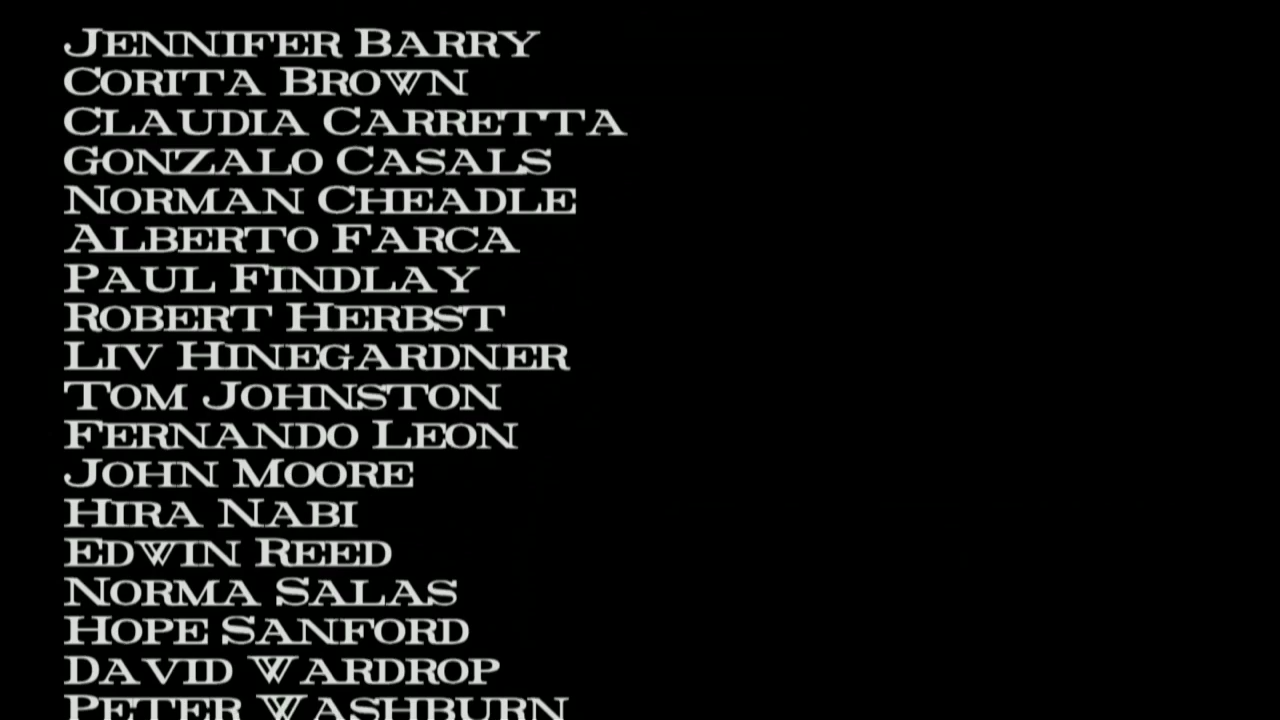 Jennifer Barry
Corita Brown
Claudia Carretta
Gonzalo Casals
Norman Cheadle
Alberto Farca
Paul Findlay
Robert Herbst
Liv Hinegardner
Tom Johnston
Fernando Leon
John Moore
Hira Nabi
Edwin Reed
Norma Salas
Hope Sanford
David Wardrop
Peter Washburn